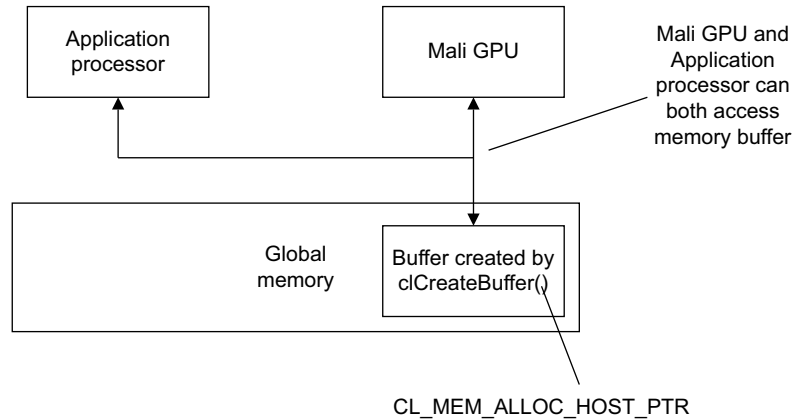 Application
processor
Mali GPU
Mali GPU and
Application
processor can
both access
memory buffer
Global
memory
Buffer created by
clCreateBuffer()
CL_MEM_ALLOC_HOST_PTR